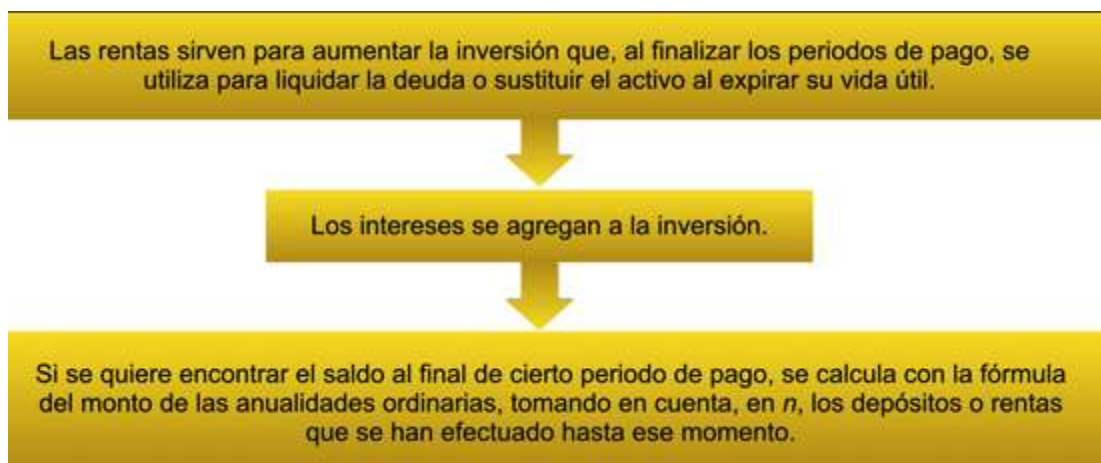 Las rentas sirven para aumentar la inversión que, al finalizar los periodos de pago, se
utiliza para liquidar la deuda o sustituir el activo al expirar su vida útil.
Los intereses se agregan a la inversión.
Si se quiere encontrar el saldo al final de cierto periodo de pago, se calcula con la fórmula
del monto de las anualidades ordinarias, tomando en cuenta, en n, los depósitos o rentas
que se han efectuado hasta ese momento.